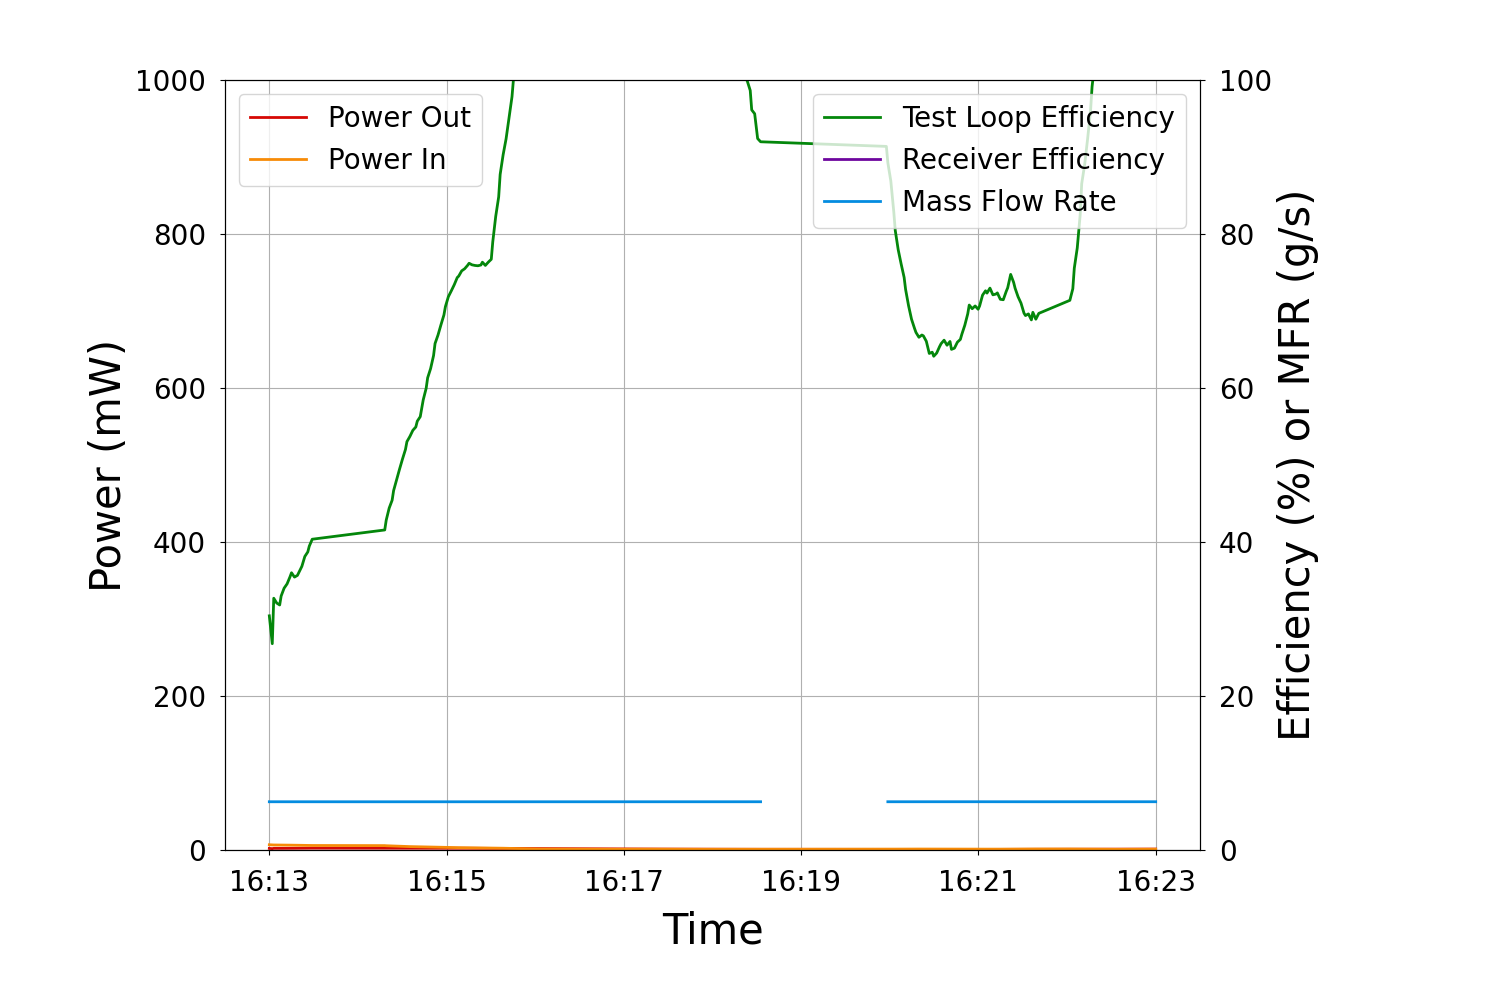 1000
800
600
400
200
0
Power (mW)
Power Out
Power In
Test Loop Efficiency
Receiver Efficiency
Mass Flow Rate
100
80
60
40
20
0
Efficiency (%) or MFR (g/s)
16:13 16:15 16:17 16:19 16:21 16:23
Time